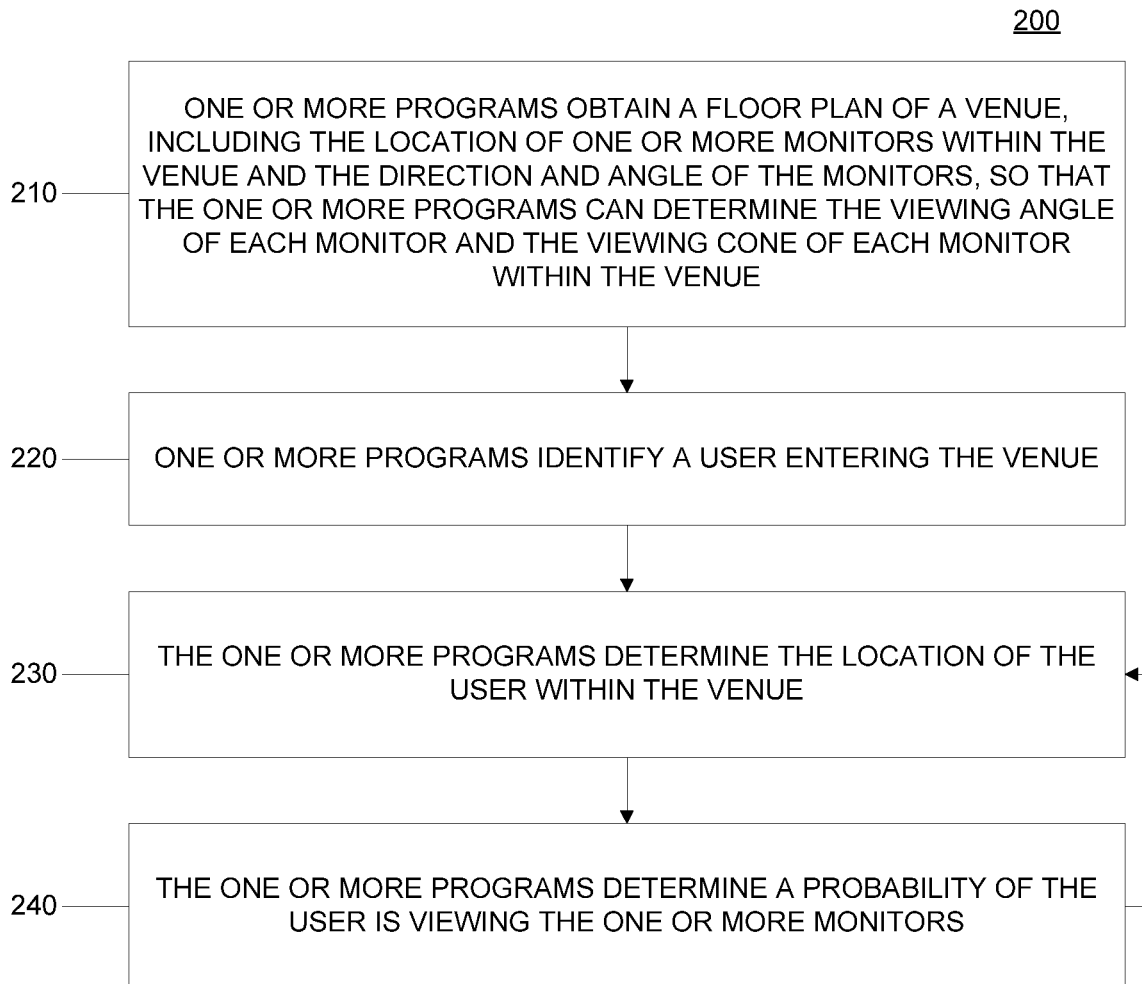 200
ONE OR MORE PROGRAMS OBTAIN A FLOOR PLAN OF A VENUE,
INCLUDING THE LOCATION OF ONE OR MORE MONITORS WITHIN THE
VENUE AND THE DIRECTION AND ANGLE OF THE MONITORS, SO THAT
THE ONE OR MORE PROGRAMS CAN DETERMINE THE VIEWING ANGLE
OF EACH MONITOR AND THE VIEWING CONE OF EACH MONITOR
WITHIN THE VENUE
210
220
ONE OR MORE PROGRAMS IDENTIFY A USER ENTERING THE VENUE
230
THE ONE OR MORE PROGRAMS DETERMINE THE LOCATION OF THE
USER WITHIN THE VENUE
240
THE ONE OR MORE PROGRAMS DETERMINE A PROBABILITY OF THE
USER IS VIEWING THE ONE OR MORE MONITORS